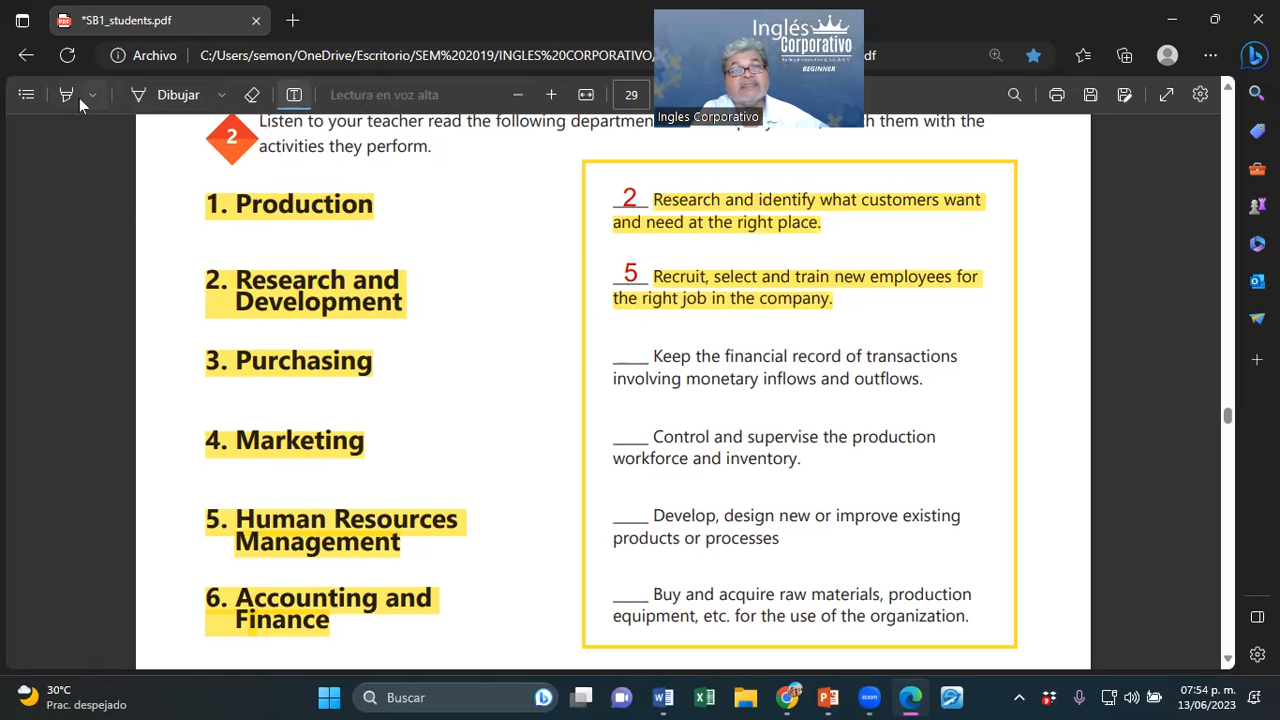 *SB1_students.pdf
Archivo
C:/Users/semon/OneDrive/Escritorio/SEM%202019/INGLES%20CORPORATIVO/
df
Dibujar
Lectura en voz alta
29
Inglés
Corporativo
BEGINNER
Ingles Corporativo
2
Listen to your teacher read the following
them with the
activities they perform.
1. Production
2. Research and
Development
3. Purchasing
4. Marketing
5. Human Resources
Management
6. Accounting and
Finance
2 Research and identify what customers want
and need at the right place.
5 Recruit, select and train new employees for
the right job in the company.
____ Keep the financial record of transactions
involving monetary inflows and outflows.
____ Control and supervise the production
workforce and inventory.
____ Develop, design new or improve existing
products or processes
____ Buy and acquire raw materials, production
equipment, etc. for the use of the organization.
30°C
Prac. despejado
Buscar
zoom
07:54 p. m.
13/06/2023